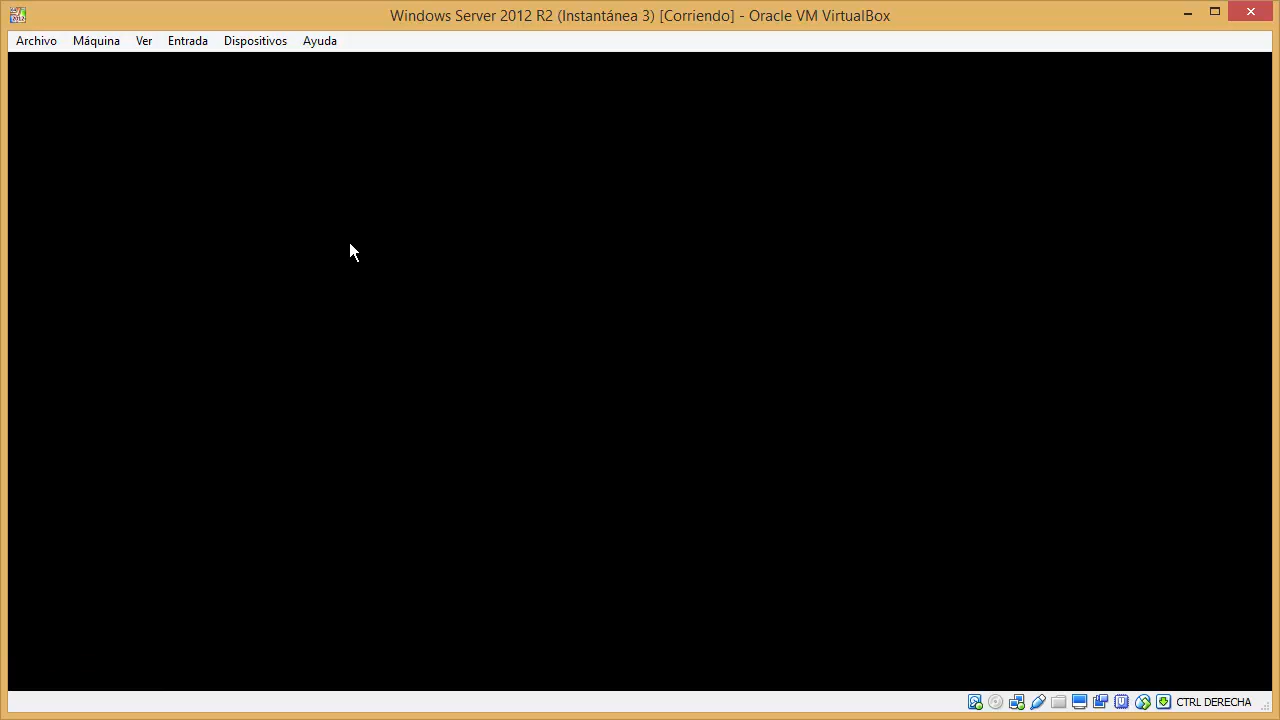 Windows Server 2012 R2 (Instantánea 3) [Corriendo] - Oracle VM VirtualBox
Archivo Máquina Ver Entrada Dispositivos Ayuda
CTRL DERECHA